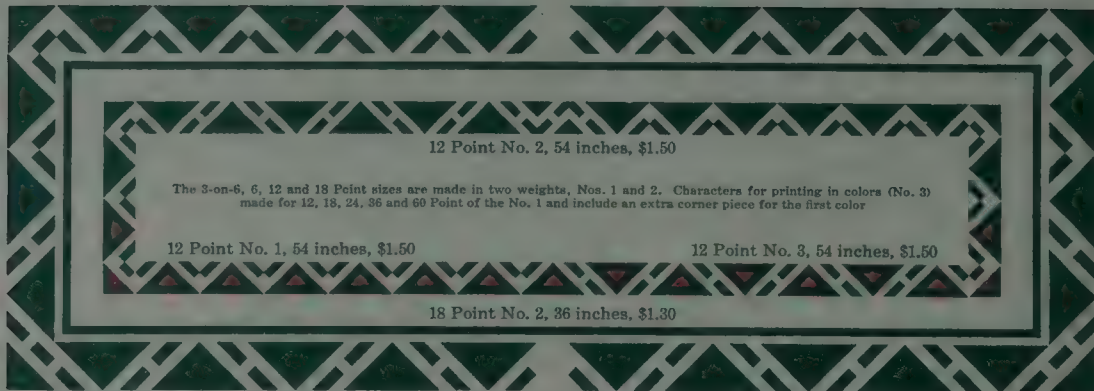 12 Point No. 2, 54 inches, $1.50
The 3-on-6, 6, 12 and 18 Point sizes are made in two weights, Nos. 1 and 2. Characters for printing in colors (No. 3)
made for 12, 18, 24, 36 and 60 Point of the No. 1 and include an extra corner piece for the first color
12 Point No. 1, 54 inches, $1.50
12 Point No. 3, 54 inches, $1.50
18 Point No. 2, 36 inches, $1.30